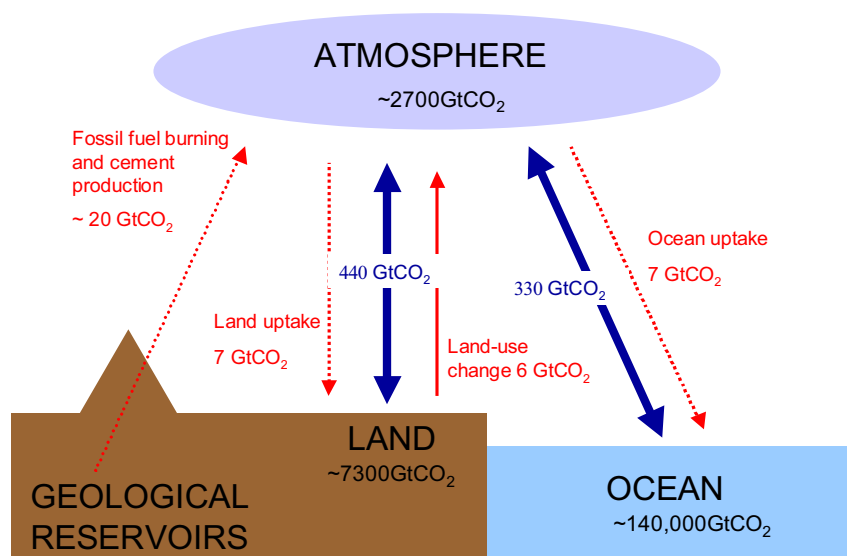 ATMOSPHERE
~2700GtCO₂
Fossil fuel burning
and cement
production
~ 20 GtCO₂
440 GtCO₂
330 GtCO₂
Ocean uptake
7 GtCO₂
Land uptake
7 GtCO₂
Land-use
change 6 GtCO₂
LAND
~7300GtCO₂
GEOLOGICAL
RESERVOIRS
OCEAN
~140,000GtCO₂